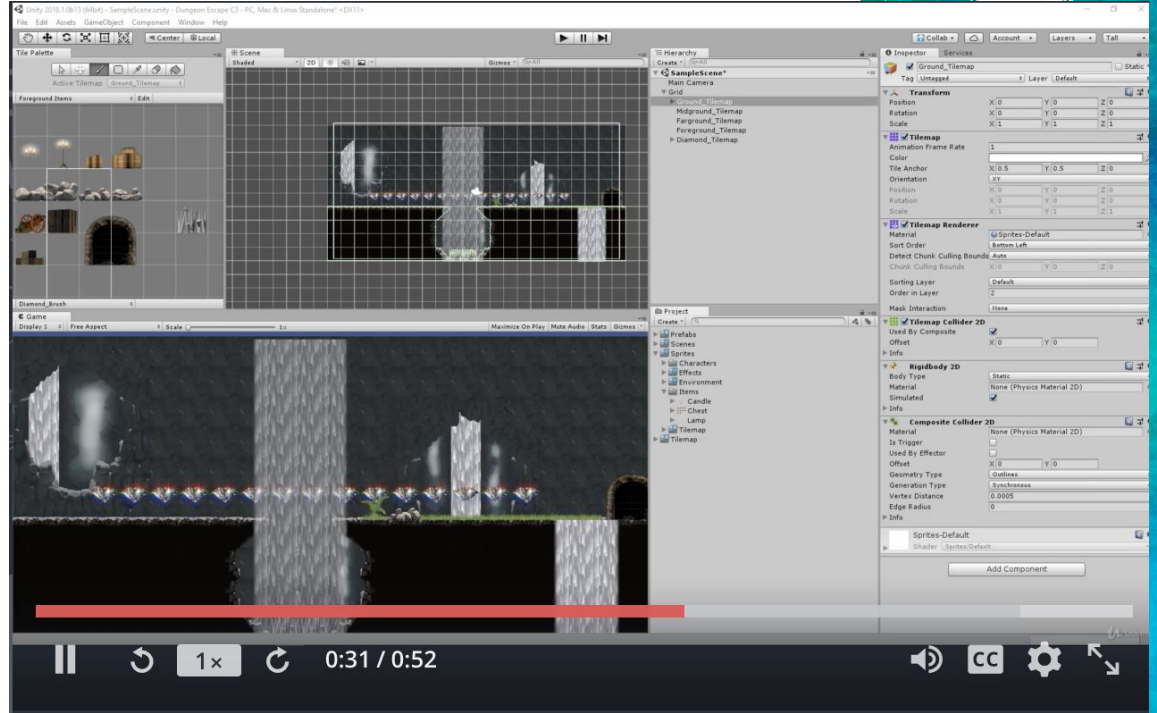 Unity 2018.1.0b13 (64bit) - SampleScene.unity - Dungeon Escape C3 - PC, Mac & Linux Standalone* <DX11>
File Edit Assets GameObject Component Window Help
Center Local
Collab Account Layers Tall
Tile Palette
Active Tilemap Ground_Tilemap
Foreground Items Edit
Diamond_Brush
Scene
Shaded 2D Gizmos All
Hierarchy
Create All
SampleScene*
Main Camera
Grid
Ground_Tilemap
Midground_Tilemap
Farground_Tilemap
Foreground_Tilemap
Diamond_Tilemap
Game
Display 1 Free Aspect Scale 1x Maximize On Play Mute Audio Stats Gizmos
Project
Create
Prefabs
Scenes
Sprites
Characters
Effects
Environment
Items
Candle
Chest
Lamp
Tilemap
Tilemap
Inspector Services
Ground_Tilemap Static
Tag Untagged Layer Default
Transform
Position X 0 Y 0 Z 0
Rotation X 0 Y 0 Z 0
Scale X 1 Y 1 Z 1
Tilemap
Animation Frame Rate 1
Color
Tile Anchor X 0.5 Y 0.5 Z 0
Orientation XY
Position X 0 Y 0 Z 0
Rotation X 0 Y 0 Z 0
Scale X 1 Y 1 Z 1
Tilemap Renderer
Material Sprites-Default
Sort Order Bottom Left
Detect Chunk Culling Bounds Auto
Chunk Culling Bounds X 0 Y 0 Z 0
Sorting Layer Default
Order in Layer 2
Mask Interaction None
Tilemap Collider 2D
Used By Composite
Offset X 0 Y 0
Info
Rigidbody 2D
Body Type Static
Material None (Physics Material 2D)
Simulated
Info
Composite Collider 2D
Material None (Physics Material 2D)
Is Trigger
Used By Effector
Offset X 0 Y 0
Geometry Type Outlines
Generation Type Synchronous
Vertex Distance 0.0005
Edge Radius 0
Info
Sprites-Default
Shader Sprites/Default
Add Component
1× 0:31 / 0:52 CC